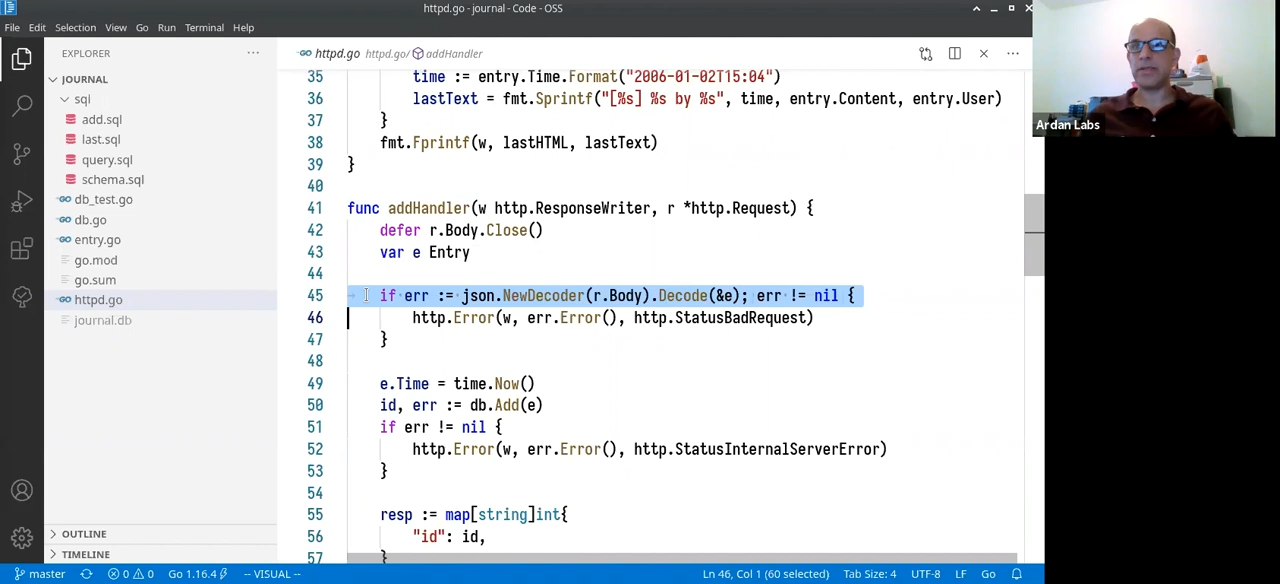 httpd.go - journal - Code - OSS
File Edit Selection View Go Run Terminal Help
EXPLORER
JOURNAL
sql
add.sql
last.sql
query.sql
schema.sql
db_test.go
db.go
entry.go
go.mod
go.sum
httpd.go
journal.db
OUTLINE
TIMELINE
httpd.go httpd.go/ addHandler
35 time := entry.Time.Format("2006-01-02T15:04")
36 lastText = fmt.Sprintf("[%s] %s by %s", time, entry.Content, entry.User)
37 }
38 fmt.Fprintf(w, lastHTML, lastText)
39 }
40
41 func addHandler(w http.ResponseWriter, r *http.Request) {
42 defer r.Body.Close()
43 var e Entry
44
45 if err := json.NewDecoder(r.Body).Decode(&e); err != nil {
46 http.Error(w, err.Error(), http.StatusBadRequest)
47 }
48
49 e.Time = time.Now()
50 id, err := db.Add(e)
51 if err != nil {
52 http.Error(w, err.Error(), http.StatusInternalServerError)
53 }
54
55 resp := map[string]int{
56 "id": id,
57 }
Ardan Labs
master 0 0 Go 1.16.4 -- VISUAL -- Ln 46, Col 1 (60 selected) Tab Size: 4 UTF-8 LF Go